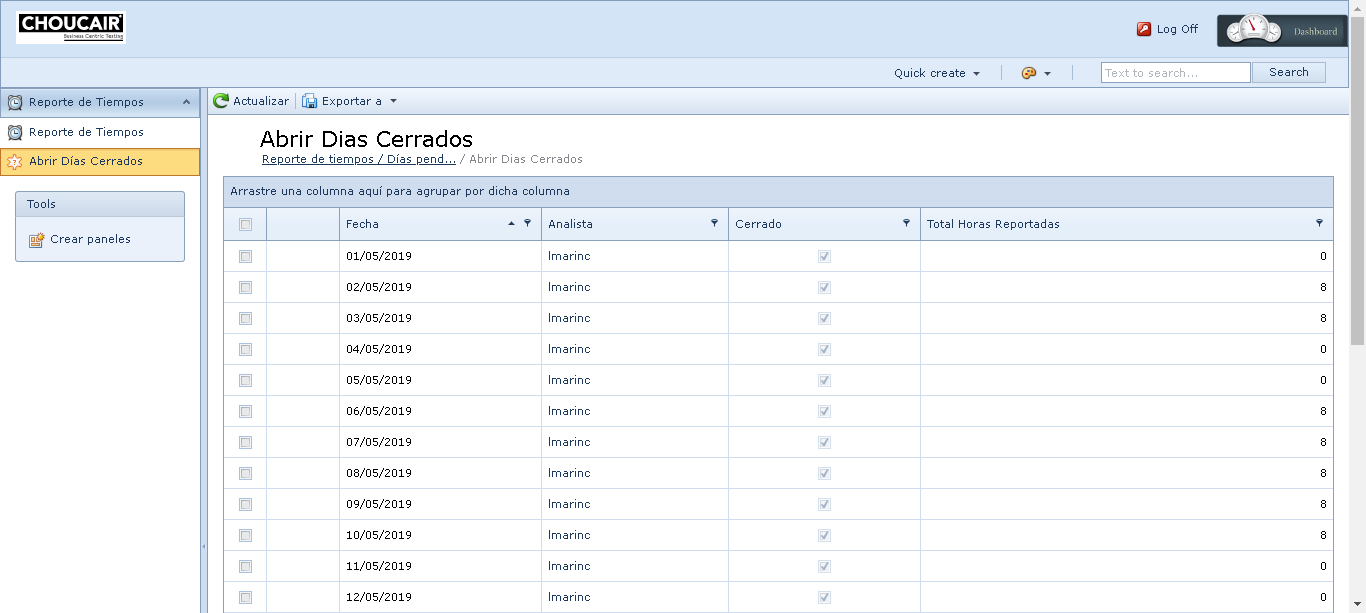 CHOUCAIR
Business Centric Testing
Log Off
Dashboard
Quick create
Text to search...
Search
Reporte de Tiempos
Actualizar
Exportar a
Reporte de Tiempos
Abrir Días Cerrados
Tools
Crear paneles
Abrir Dias Cerrados
Reporte de tiempos / Días pend... / Abrir Dias Cerrados
Arrastre una columna aquí para agrupar por dicha columna
Fecha Analista Cerrado Total Horas Reportadas
01/05/2019 lmarinc 0
02/05/2019 lmarinc 8
03/05/2019 lmarinc 8
04/05/2019 lmarinc 0
05/05/2019 lmarinc 0
06/05/2019 lmarinc 8
07/05/2019 lmarinc 8
08/05/2019 lmarinc 8
09/05/2019 lmarinc 8
10/05/2019 lmarinc 8
11/05/2019 lmarinc 0
12/05/2019 lmarinc 0